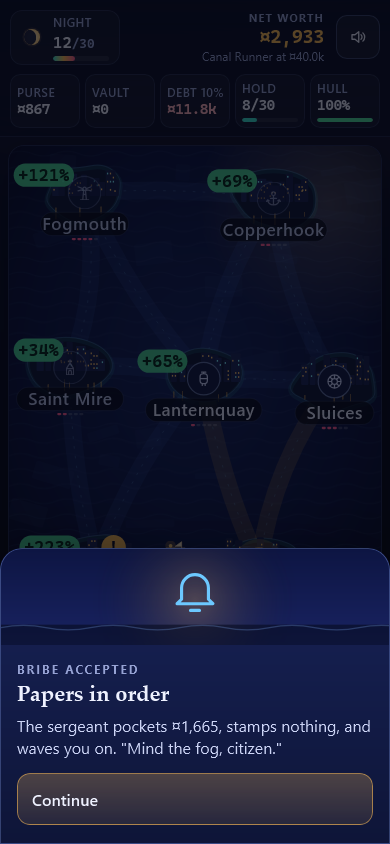 NIGHT
12/30
NET WORTH
¤2,933
Canal Runner at ¤40.0k
PURSE
¤867
VAULT
¤0
DEBT 10%
¤11.8k
HOLD
8/30
HULL
100%
+121%
Fogmouth
+69%
Copperhook
+34%
Saint Mire
+65%
Lanternquay
Sluices
+223%
!
BRIBE ACCEPTED
Papers in order
The sergeant pockets ¤1,665, stamps nothing, and
waves you on. "Mind the fog, citizen."
Continue